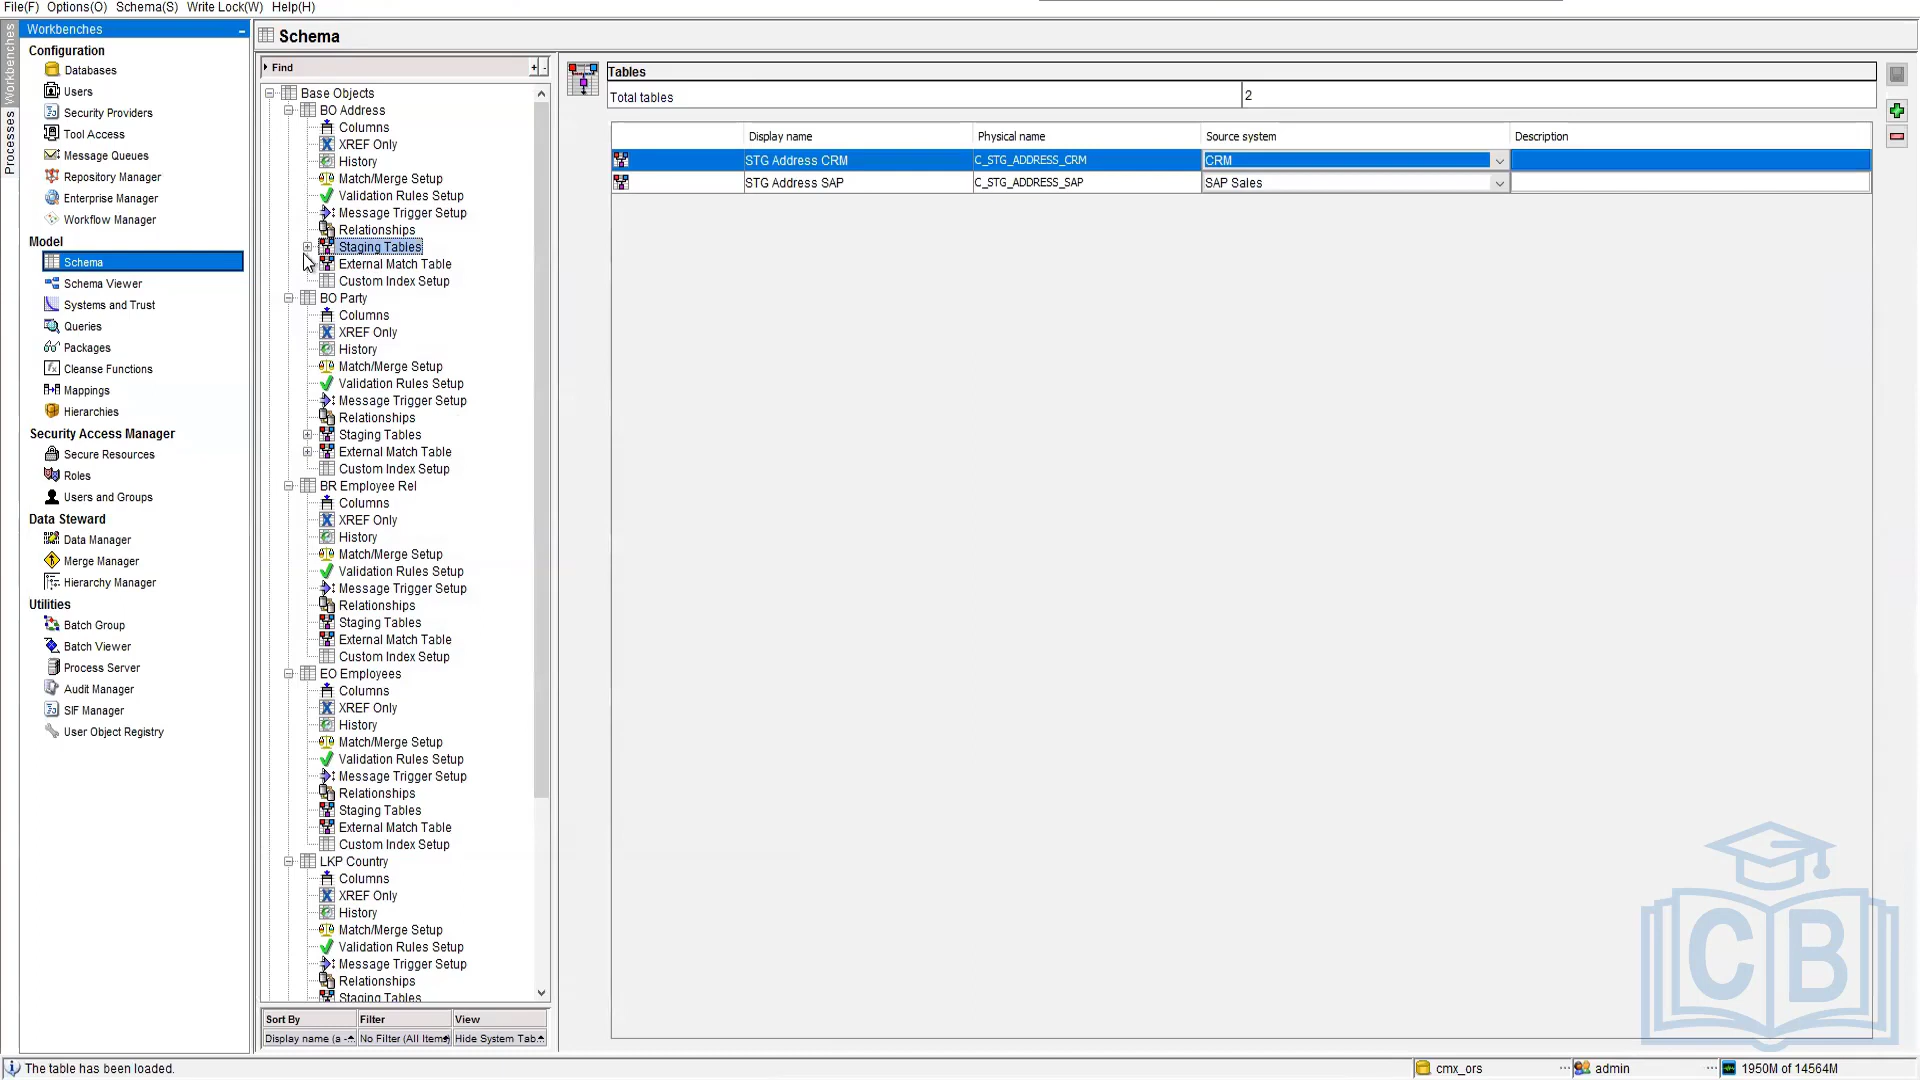 File(F) Options(O) Schema(S) Write Lock(W) Help(H)
Workbenches
Processes
Workbenches
Configuration
Databases
Users
Security Providers
Tool Access
Message Queues
Repository Manager
Enterprise Manager
Workflow Manager
Model
Schema
Schema Viewer
Systems and Trust
Queries
Packages
Cleanse Functions
Mappings
Hierarchies
Security Access Manager
Secure Resources
Roles
Users and Groups
Data Steward
Data Manager
Merge Manager
Hierarchy Manager
Utilities
Batch Group
Batch Viewer
Process Server
Audit Manager
SIF Manager
User Object Registry
Schema
Find
Base Objects
BO Address
Columns
XREF Only
History
Match/Merge Setup
Validation Rules Setup
Message Trigger Setup
Relationships
Staging Tables
External Match Table
Custom Index Setup
BO Party
Columns
XREF Only
History
Match/Merge Setup
Validation Rules Setup
Message Trigger Setup
Relationships
Staging Tables
External Match Table
Custom Index Setup
BR Employee Rel
Columns
XREF Only
History
Match/Merge Setup
Validation Rules Setup
Message Trigger Setup
Relationships
Staging Tables
External Match Table
Custom Index Setup
EO Employees
Columns
XREF Only
History
Match/Merge Setup
Validation Rules Setup
Message Trigger Setup
Relationships
Staging Tables
External Match Table
Custom Index Setup
LKP Country
Columns
XREF Only
History
Match/Merge Setup
Validation Rules Setup
Message Trigger Setup
Relationships
Staging Tables
Sort By Filter View
Display name (a - No Filter (All Items) Hide System Tab...
Tables
Total tables 2
Display name Physical name Source system Description
STG Address CRM C_STG_ADDRESS_CRM CRM
STG Address SAP C_STG_ADDRESS_SAP SAP Sales
CB
The table has been loaded. cmx_ors admin 1950M of 14564M